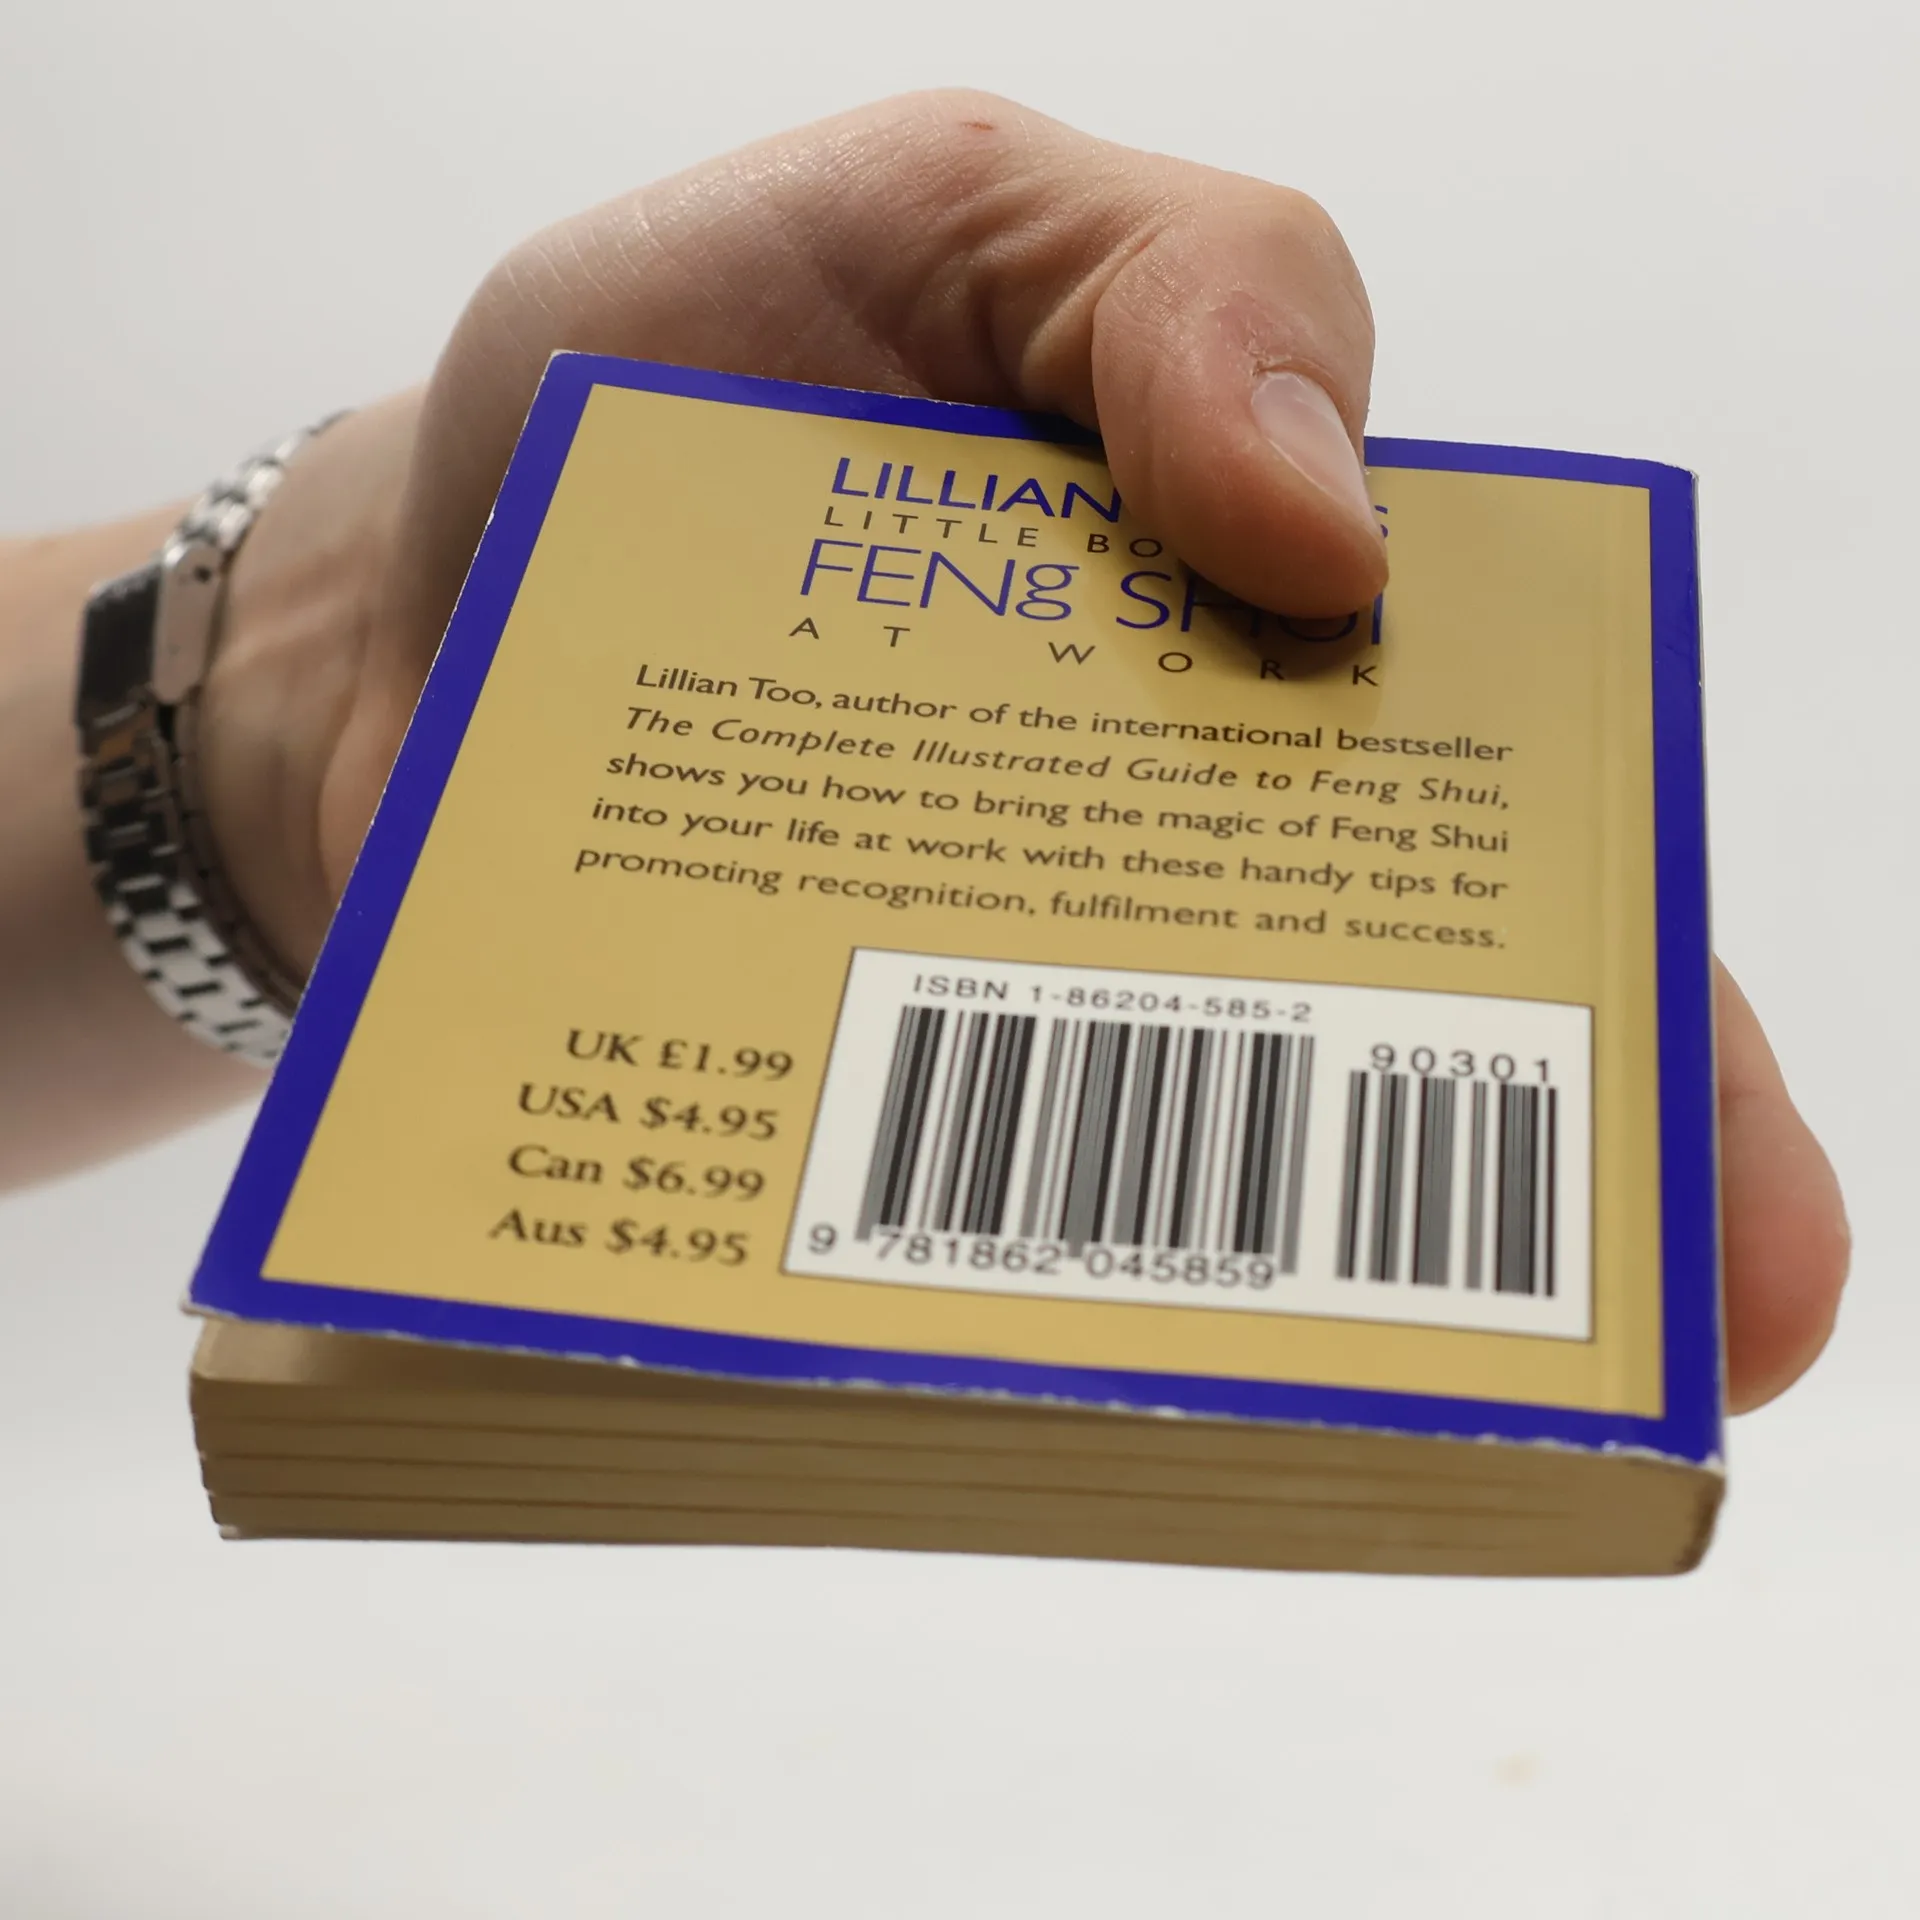 LILLIAN
LITTLE
FENg SHUI
AT WORK
Lillian Too, author of the international bestseller
The Complete Illustrated Guide to Feng Shui,
shows you how to bring the magic of Feng Shui
into your life at work with these handy tips for
promoting recognition, fulfilment and success.
ISBN 1-86204-585-2
90301
UK £1.99
USA $4.95
Can $6.99
Aus $4.95
9 781862 045859